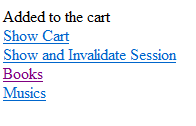 Added to the cart
Show Cart
Show and Invalidate Session
Books
Musics